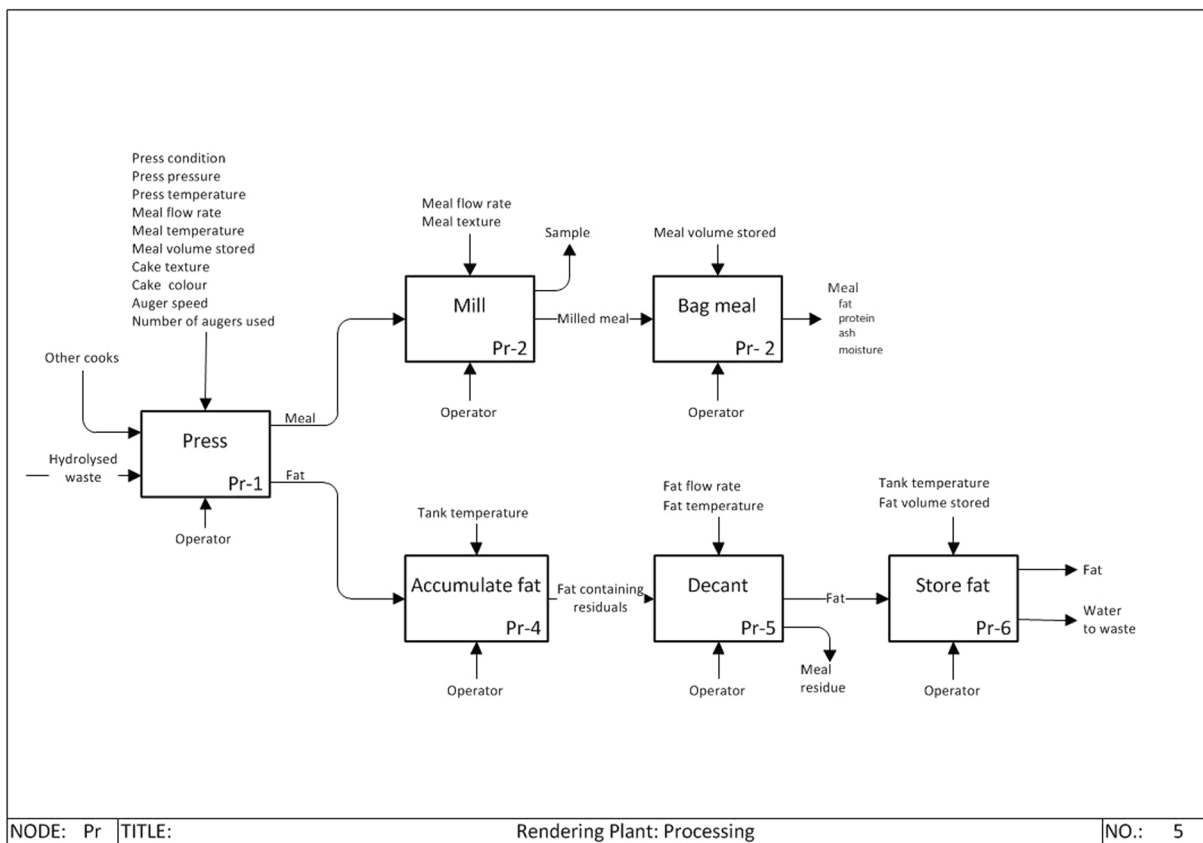 Press condition
Press pressure
Press temperature
Meal flow rate
Meal temperature
Meal volume stored
Cake texture
Cake colour
Auger speed
Number of augers used
Other cooks
Hydrolysed
waste
Press
Pr-1
Operator
Meal
Fat
Meal flow rate
Meal texture
Sample
Mill
Pr-2
Operator
Milled meal
Meal volume stored
Bag meal
Pr- 2
Operator
Meal
fat
protein
ash
moisture
Tank temperature
Accumulate fat
Pr-4
Operator
Fat containing
residuals
Fat flow rate
Fat temperature
Decant
Pr-5
Operator
Fat
Meal
residue
Tank temperature
Fat volume stored
Store fat
Pr-6
Operator
Fat
Water
to waste
NODE: Pr TITLE: Rendering Plant: Processing NO.: 5